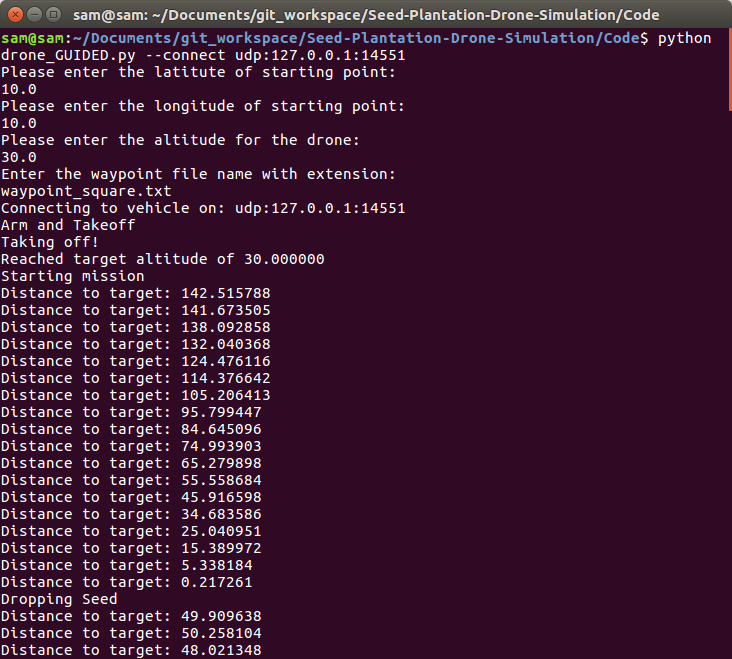 sam@sam: ~/Documents/git_workspace/Seed-Plantation-Drone-Simulation/Code
sam@sam:~/Documents/git_workspace/Seed-Plantation-Drone-Simulation/Code$ python
drone_GUIDED.py --connect udp:127.0.0.1:14551
Please enter the latitute of starting point:
10.0
Please enter the longitude of starting point:
10.0
Please enter the altitude for the drone:
30.0
Enter the waypoint file name with extension:
waypoint_square.txt
Connecting to vehicle on: udp:127.0.0.1:14551
Arm and Takeoff
Taking off!
Reached target altitude of 30.000000
Starting mission
Distance to target: 142.515788
Distance to target: 141.673505
Distance to target: 138.092858
Distance to target: 132.040368
Distance to target: 124.476116
Distance to target: 114.376642
Distance to target: 105.206413
Distance to target: 95.799447
Distance to target: 84.645096
Distance to target: 74.993903
Distance to target: 65.279898
Distance to target: 55.558684
Distance to target: 45.916598
Distance to target: 34.683586
Distance to target: 25.040951
Distance to target: 15.389972
Distance to target: 5.338184
Distance to target: 0.217261
Dropping Seed
Distance to target: 49.909638
Distance to target: 50.258104
Distance to target: 48.021348